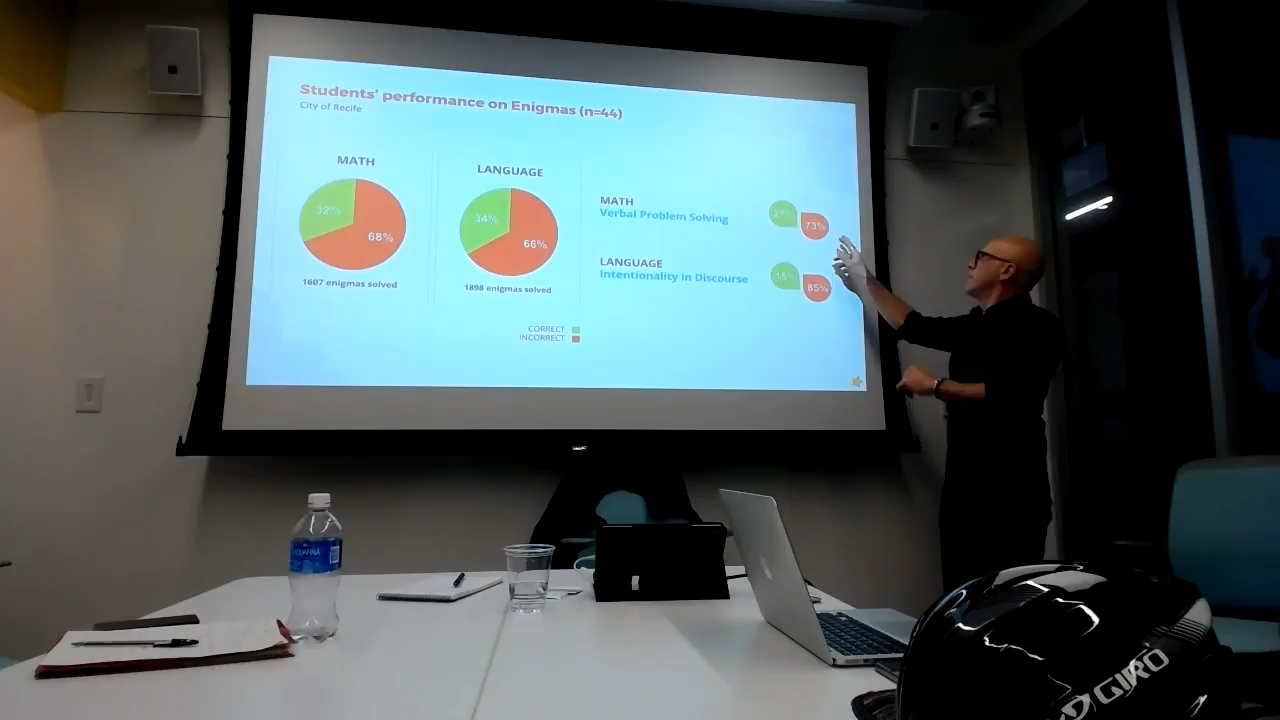 Students' performance on Enigmas (n=44)
City of Recife
MATH
32%
68%
1607 enigmas solved
LANGUAGE
34%
66%
1898 enigmas solved
MATH
Verbal Problem Solving
27%
73%
LANGUAGE
Intentionality in Discourse
15%
85%
CORRECT
INCORRECT
GIRO